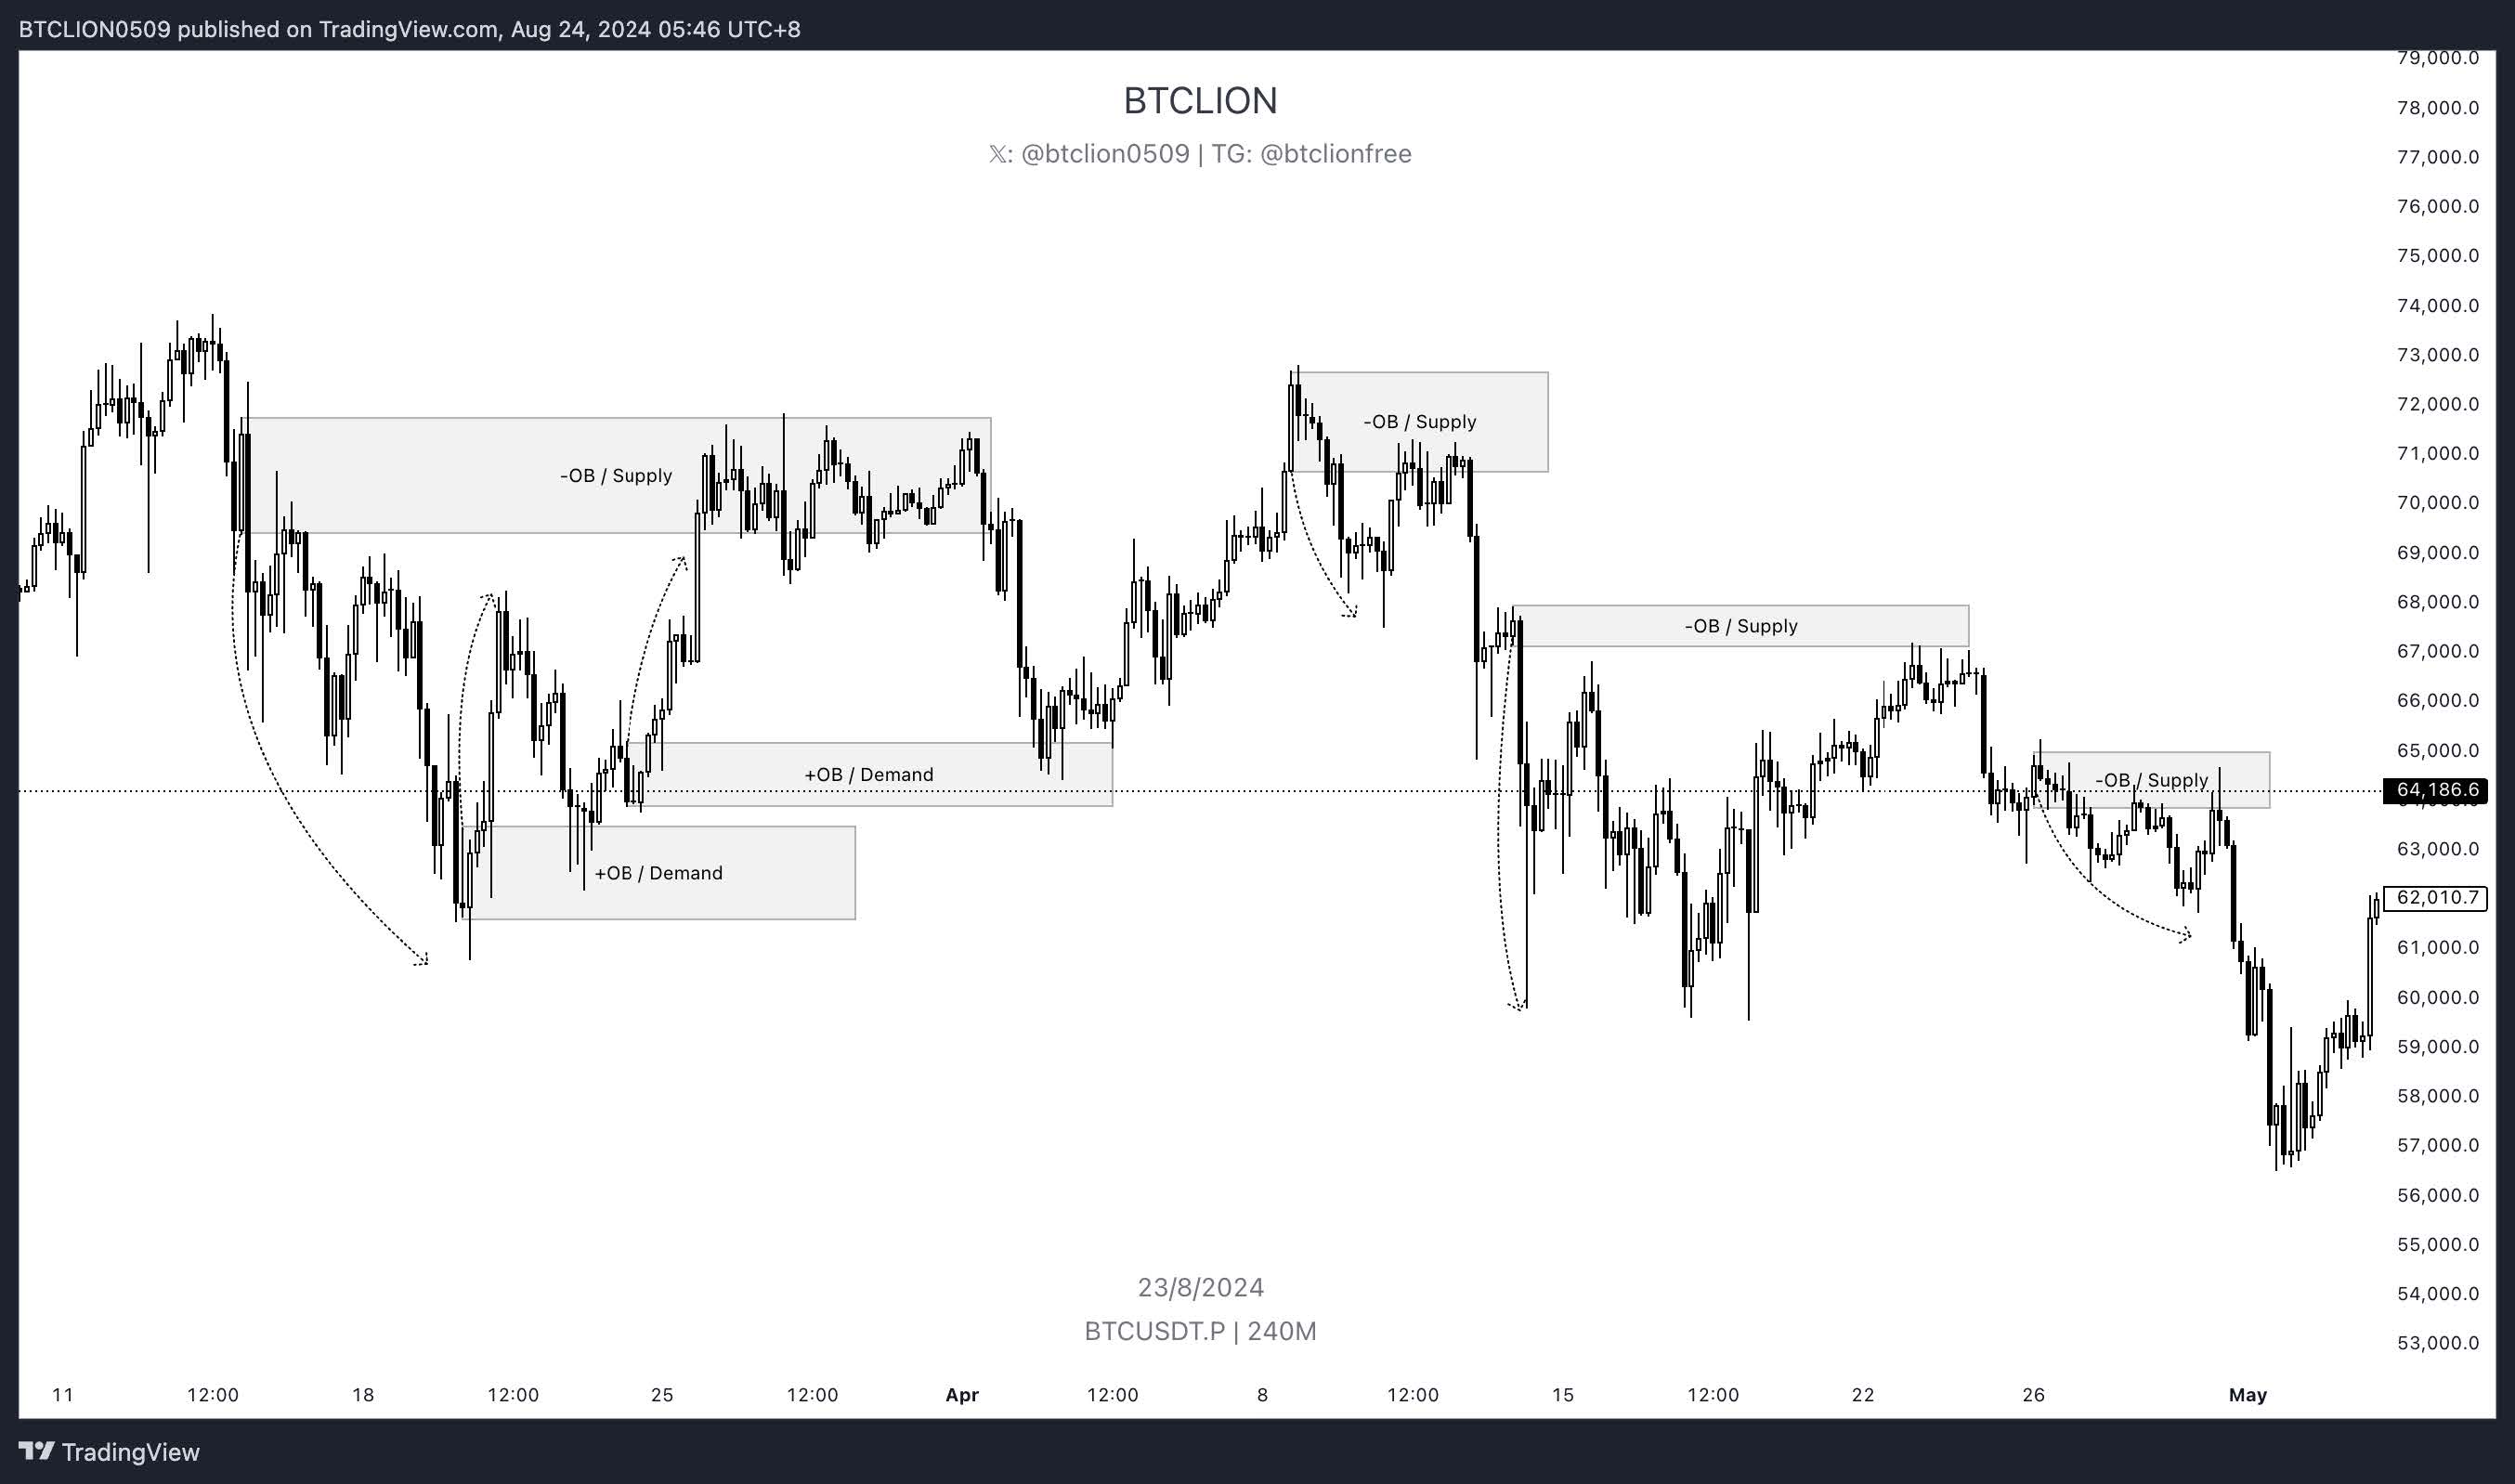 BTCLION0509 published on TradingView.com, Aug 24, 2024 05:46 UTC+8
BTCLION
𝕏: @btclion0509 | TG: @btclionfree
79,000.0
78,000.0
77,000.0
76,000.0
75,000.0
74,000.0
73,000.0
72,000.0
71,000.0
70,000.0
69,000.0
68,000.0
67,000.0
66,000.0
65,000.0
64,186.6
63,000.0
62,010.7
61,000.0
60,000.0
59,000.0
58,000.0
57,000.0
56,000.0
55,000.0
54,000.0
53,000.0
-OB / Supply
-OB / Supply
-OB / Supply
+OB / Demand
-OB / Supply
+OB / Demand
23/8/2024
BTCUSDT.P | 240M
11 12:00 18 12:00 25 12:00 Apr 12:00 8 12:00 15 12:00 22 26 May
TradingView